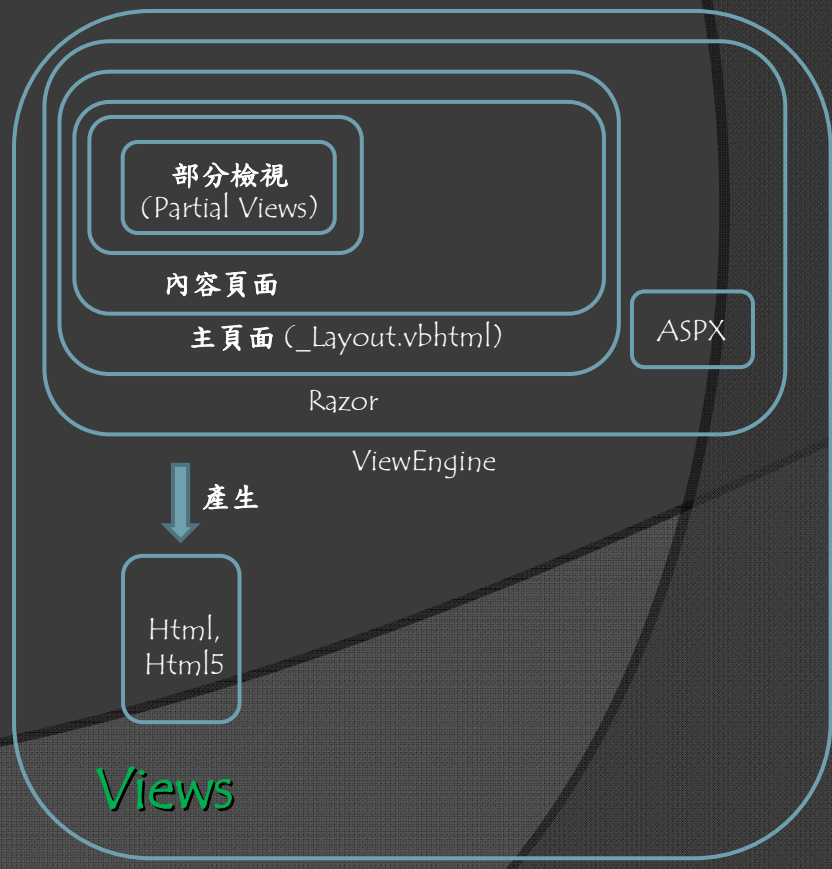 部分檢視
(Partial Views)
內容頁面
主頁面 (_Layout.vbhtml)
ASPX
Razor
ViewEngine
產生
Html,
Html5
Views